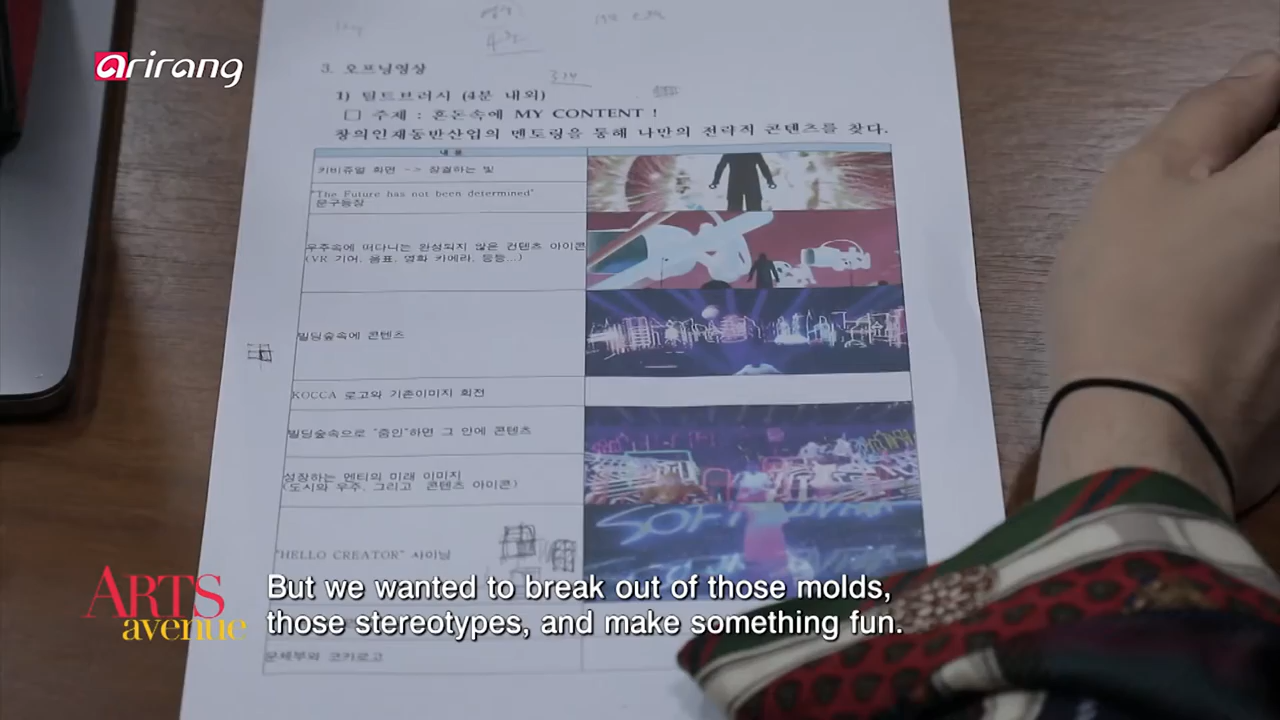 arirang
3. 오프닝영상
1) 틸트브러시 (4분 내외)
□ 주제 : 혼돈속에 MY CONTENT !
창의인재동반산업의 멘토링을 통해 나만의 전략적 콘텐츠를 찾다.
내용
키비쥬얼 화면 -> 집결하는 빛
"The Future has not been determined"
문구등장
우주속에 떠다니는 완성되지 않은 컨텐츠 아이콘
(VR 기어, 음표, 영화 카메라, 등등...)
빌딩숲속에 콘텐츠
KOCCA 로고와 기존이미지 회전
빌딩숲속으로 "줌인"하면 그 안에 콘텐츠
성장하는 멘티의 미래 이미지
(도시와 우주, 그리고 콘텐츠 아이콘)
"HELLO CREATOR" 사이닝
But we wanted to break out of those molds,
those stereotypes, and make something fun.
ARTS
avenue
문체부와 코카로고